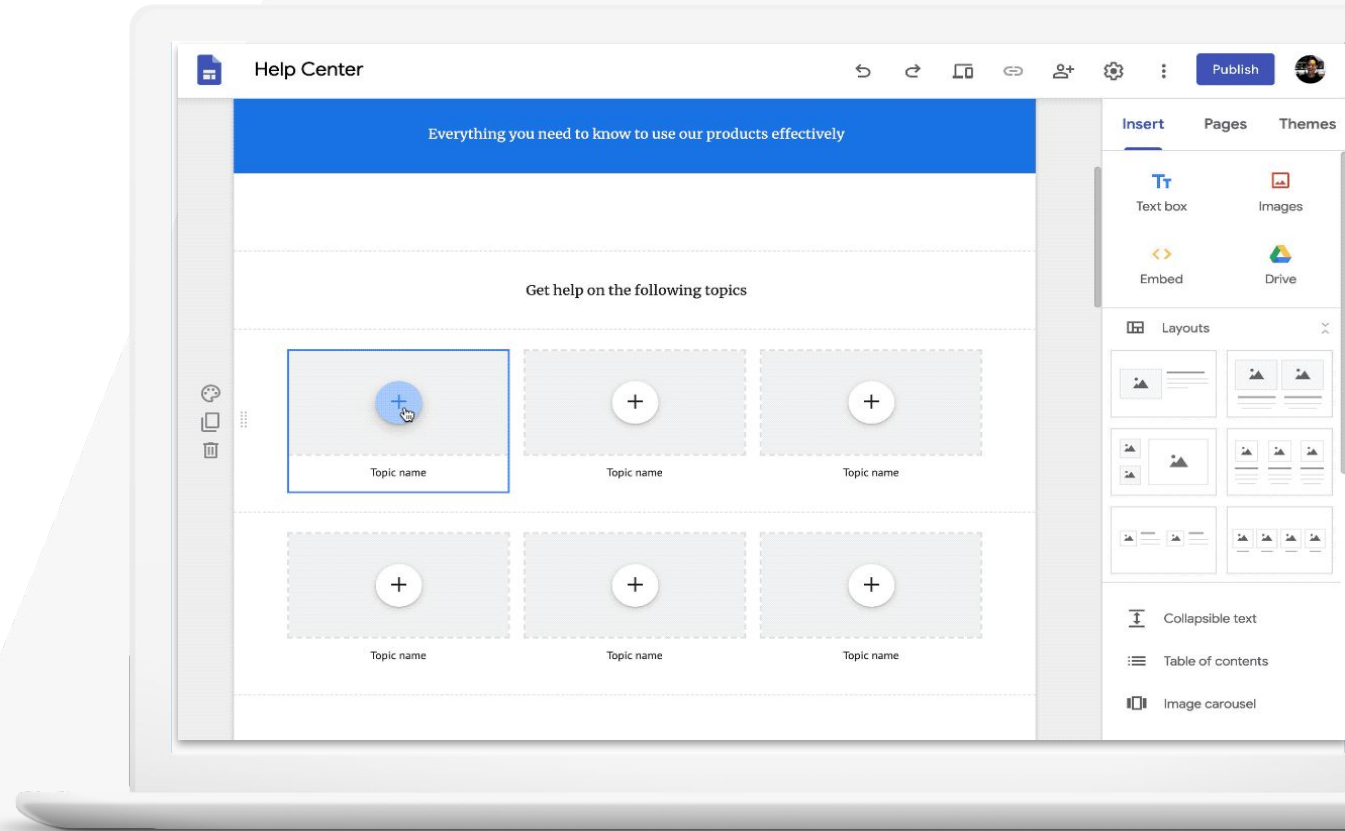 Help Center
Publish
Everything you need to know to use our products effectively
Get help on the following topics
Topic name Topic name Topic name
Topic name Topic name Topic name
Insert Pages Themes
Tт
Text box Images
Embed Drive
Layouts
Collapsible text
Table of contents
Image carousel